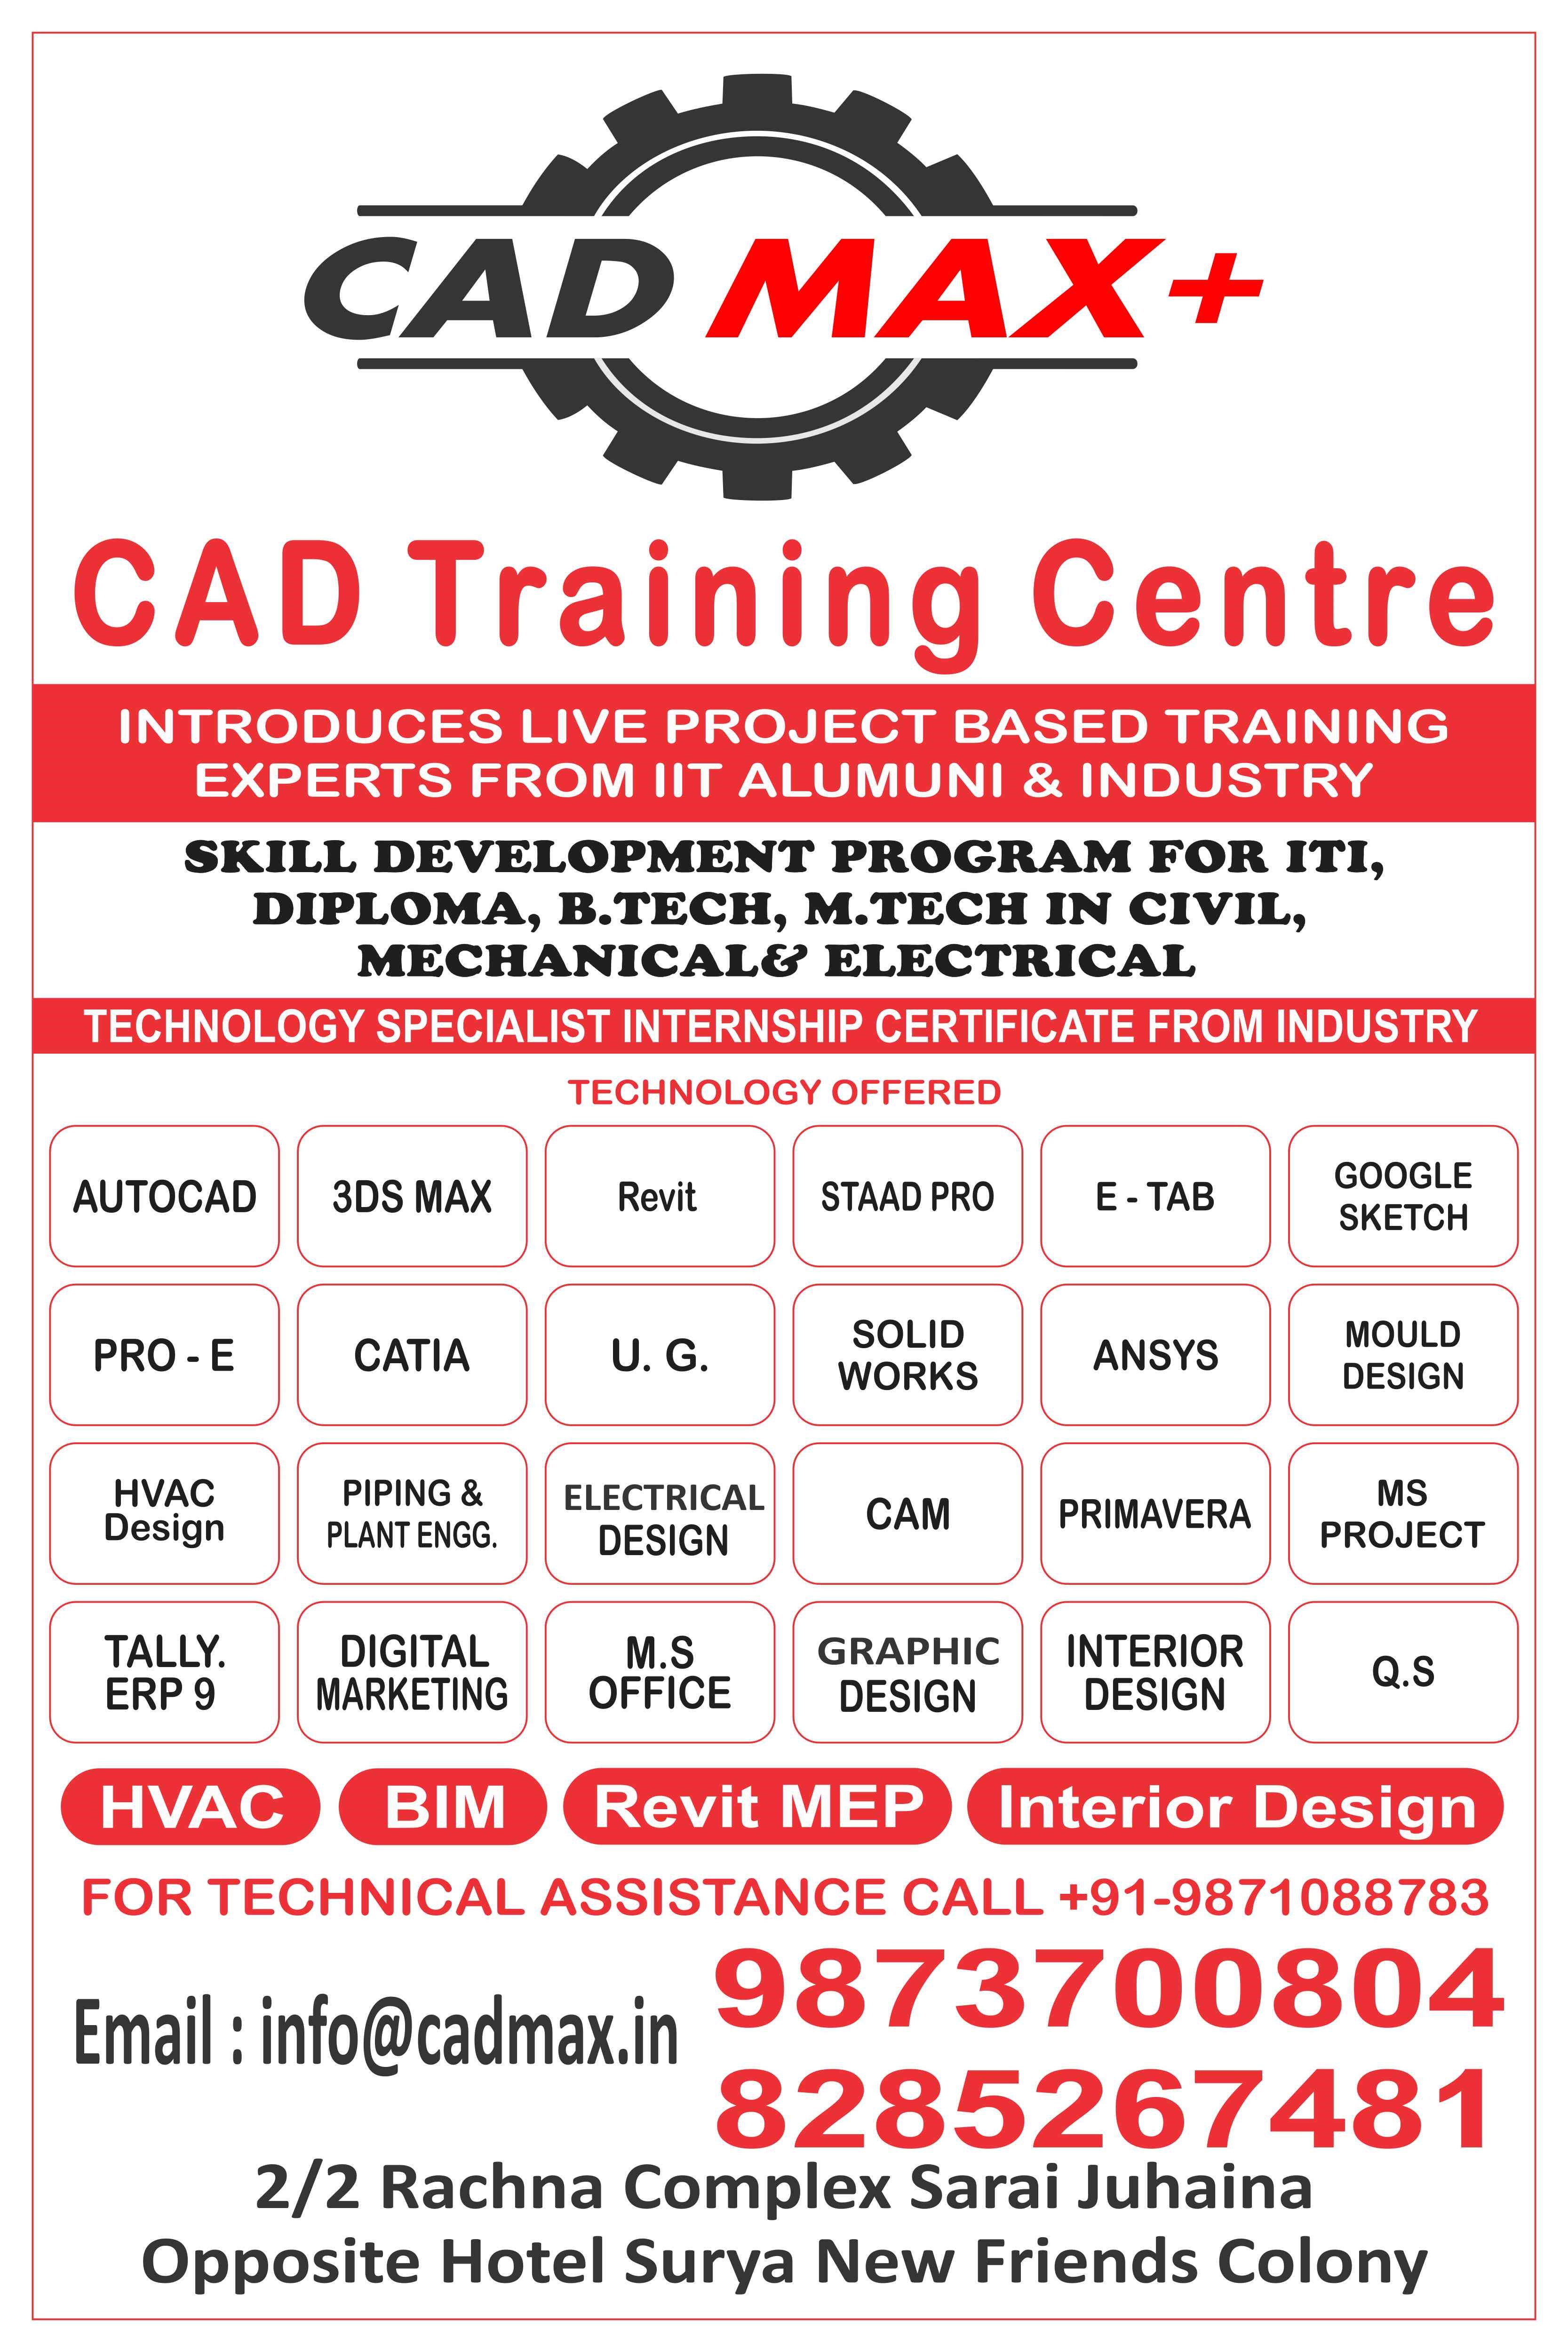 CAD MAX+
CAD Training Centre
INTRODUCES LIVE PROJECT BASED TRAINING
EXPERTS FROM IIT ALUMUNI & INDUSTRY
SKILL DEVELOPMENT PROGRAM FOR ITI,
DIPLOMA, B.TECH, M.TECH IN CIVIL,
MECHANICAL& ELECTRICAL
TECHNOLOGY SPECIALIST INTERNSHIP CERTIFICATE FROM INDUSTRY
TECHNOLOGY OFFERED
AUTOCAD
3DS MAX
Revit
STAAD PRO
E - TAB
GOOGLE
SKETCH
PRO - E
CATIA
U. G.
SOLID
WORKS
ANSYS
MOULD
DESIGN
HVAC
Design
PIPING &
PLANT ENGG.
ELECTRICAL
DESIGN
CAM
PRIMAVERA
MS
PROJECT
TALLY.
ERP 9
DIGITAL
MARKETING
M.S
OFFICE
GRAPHIC
DESIGN
INTERIOR
DESIGN
Q.S
HVAC
BIM
Revit MEP
Interior Design
FOR TECHNICAL ASSISTANCE CALL +91-9871088783
Email : info@cadmax.in
9873700804
8285267481
2/2 Rachna Complex Sarai Juhaina
Opposite Hotel Surya New Friends Colony